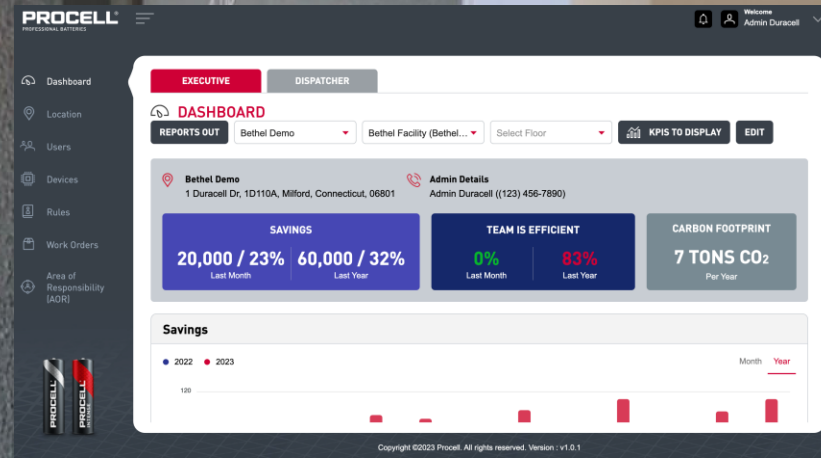 PROCELL
PROFESSIONAL BATTERIES
Welcome
Admin Duracell
Dashboard
Location
Users
Devices
Rules
Work Orders
Area of
Responsibility
(AOR)
PROCELL
PROCELL
INTENSE
EXECUTIVE
DISPATCHER
DASHBOARD
REPORTS OUT
Bethel Demo
Bethel Facility (Bethel...
Select Floor
KPIS TO DISPLAY
EDIT
Bethel Demo
1 Duracell Dr, 1D110A, Milford, Connecticut, 06801
Admin Details
Admin Duracell ((123) 456-7890)
SAVINGS
20,000 / 23%
Last Month
60,000 / 32%
Last Year
TEAM IS EFFICIENT
0%
Last Month
83%
Last Year
CARBON FOOTPRINT
7 TONS CO₂
Per Year
Savings
2022
2023
Month
Year
120
Copyright ©2023 Procell. All rights reserved. Version : v1.0.1